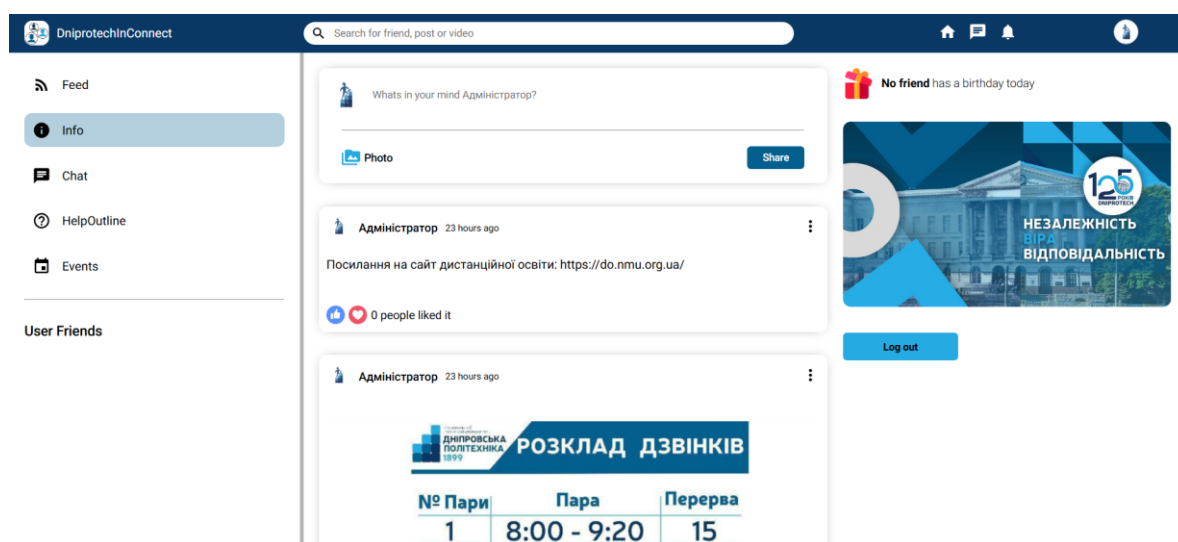 DniprotechInConnect
Search for friend, post or video
Feed
Info
Chat
HelpOutline
Events
User Friends
Whats in your mind Адміністратор?
Photo
Share
Адміністратор 23 hours ago
Посилання на сайт дистанційної освіти: https://do.nmu.org.ua/
0 people liked it
Адміністратор 23 hours ago
ДНІПРОВСЬКА
ПОЛІТЕХНІКА
1899
РОЗКЛАД ДЗВІНКІВ
№ Пари Пара Перерва
1 8:00 - 9:20 15
No friend has a birthday today
125
РОКІВ
DNIPROTECH
НЕЗАЛЕЖНІСТЬ
ВІРА
ВІДПОВІДАЛЬНІСТЬ
Log out